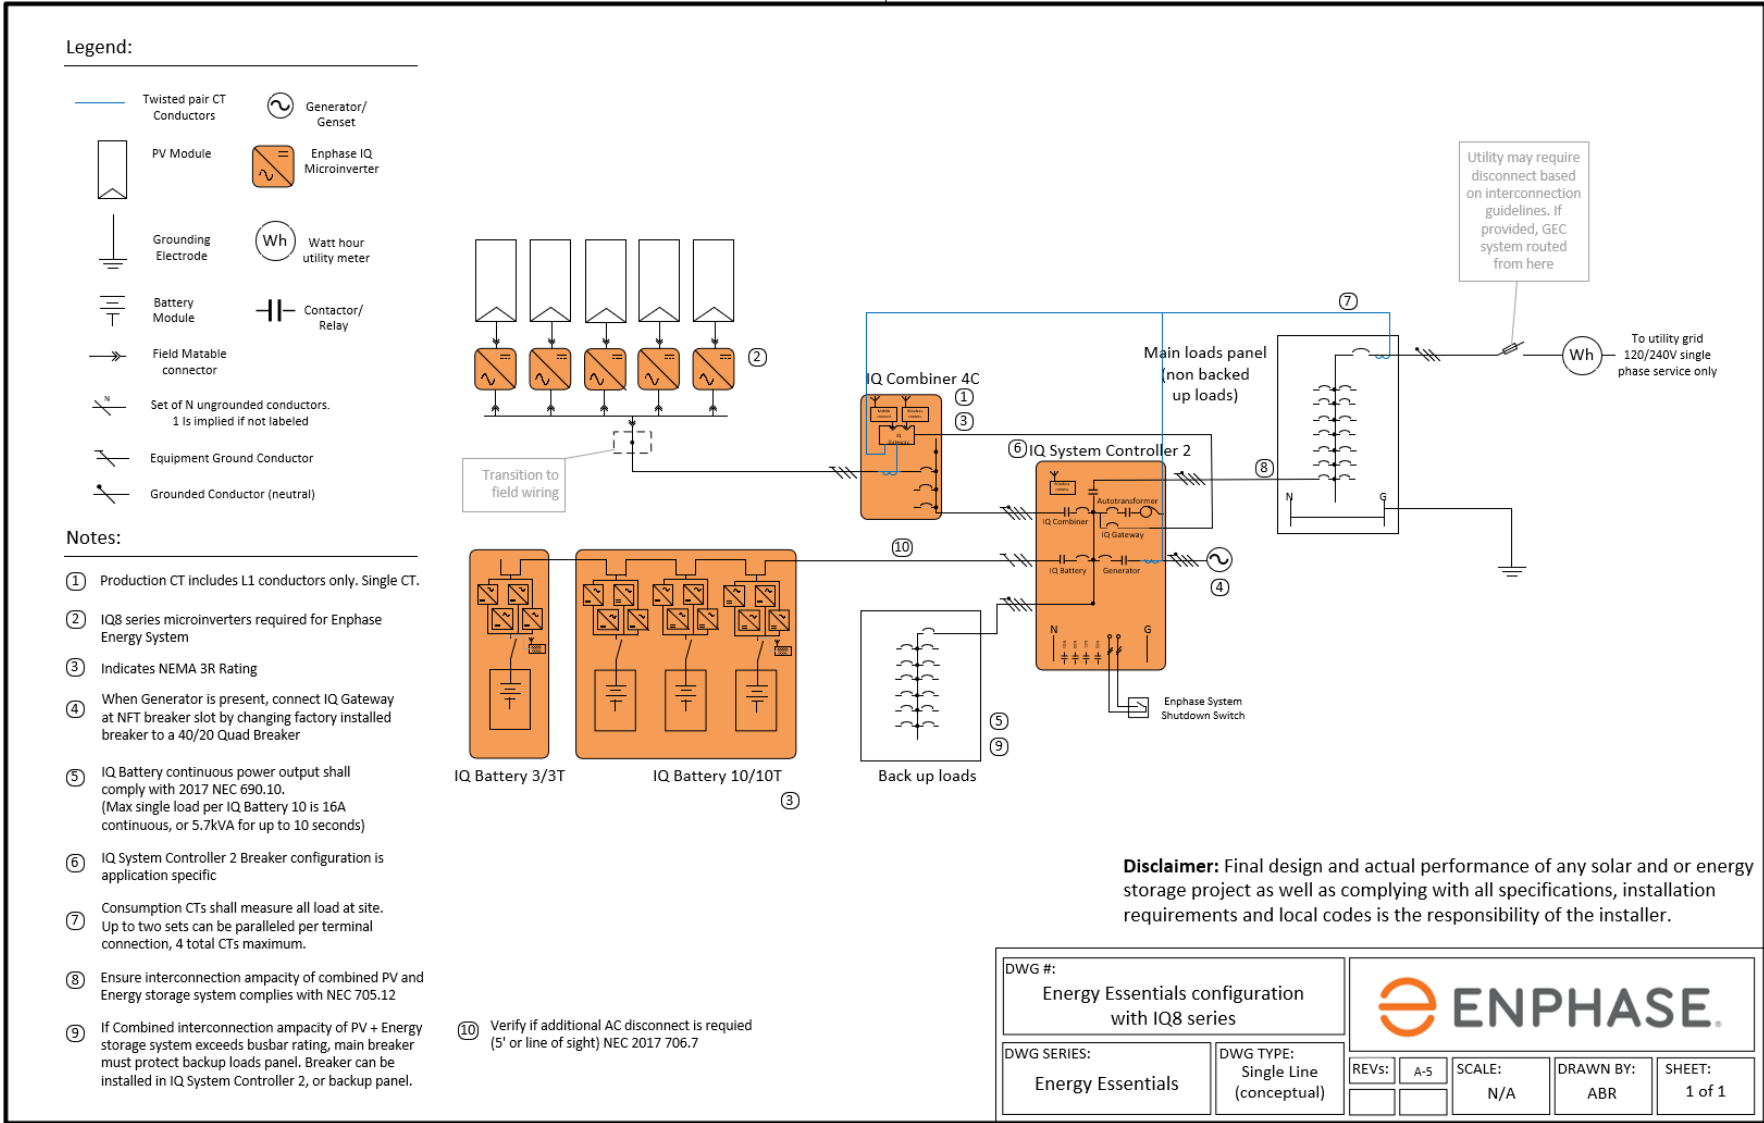 Legend:
Twisted pair CT
Conductors
Generator/
Genset
PV Module
Enphase IQ
Microinverter
Grounding
Electrode
Wh
Watt hour
utility meter
Battery
Module
Contactor/
Relay
Field Matable
connector
N
Set of N ungrounded conductors.
1 Is implied if not labeled
Equipment Ground Conductor
Grounded Conductor (neutral)
Notes:
1 Production CT includes L1 conductors only. Single CT.
2 IQ8 series microinverters required for Enphase
Energy System
3 Indicates NEMA 3R Rating
4 When Generator is present, connect IQ Gateway
at NFT breaker slot by changing factory installed
breaker to a 40/20 Quad Breaker
5 IQ Battery continuous power output shall
comply with 2017 NEC 690.10.
(Max single load per IQ Battery 10 is 16A
continuous, or 5.7kVA for up to 10 seconds)
6 IQ System Controller 2 Breaker configuration is
application specific
7 Consumption CTs shall measure all load at site.
Up to two sets can be paralleled per terminal
connection, 4 total CTs maximum.
8 Ensure interconnection ampacity of combined PV and
Energy storage system complies with NEC 705.12
9 If Combined interconnection ampacity of PV + Energy
storage system exceeds busbar rating, main breaker
must protect backup loads panel. Breaker can be
installed in IQ System Controller 2, or backup panel.
10 Verify if additional AC disconnect is requied
(5' or line of sight) NEC 2017 706.7
2
Transition to
field wiring
IQ Combiner 4C
1
3
IQ
Gateway
6 IQ System Controller 2
Autotransformer
IQ Combiner
IQ Gateway
IQ Battery
Generator
N
G
4
Enphase System
Shutdown Switch
7
8
Main loads panel
(non backed
up loads)
N
G
Utility may require
disconnect based
on interconnection
guidelines. If
provided, GEC
system routed
from here
Wh
To utility grid
120/240V single
phase service only
10
IQ Battery 3/3T
IQ Battery 10/10T
3
Back up loads
5
9
Disclaimer: Final design and actual performance of any solar and or energy
storage project as well as complying with all specifications, installation
requirements and local codes is the responsibility of the installer.
DWG #:
Energy Essentials configuration
with IQ8 series
DWG SERIES:
Energy Essentials
DWG TYPE:
Single Line
(conceptual)
ENPHASE.
REVs:
A-5
SCALE:
N/A
DRAWN BY:
ABR
SHEET:
1 of 1